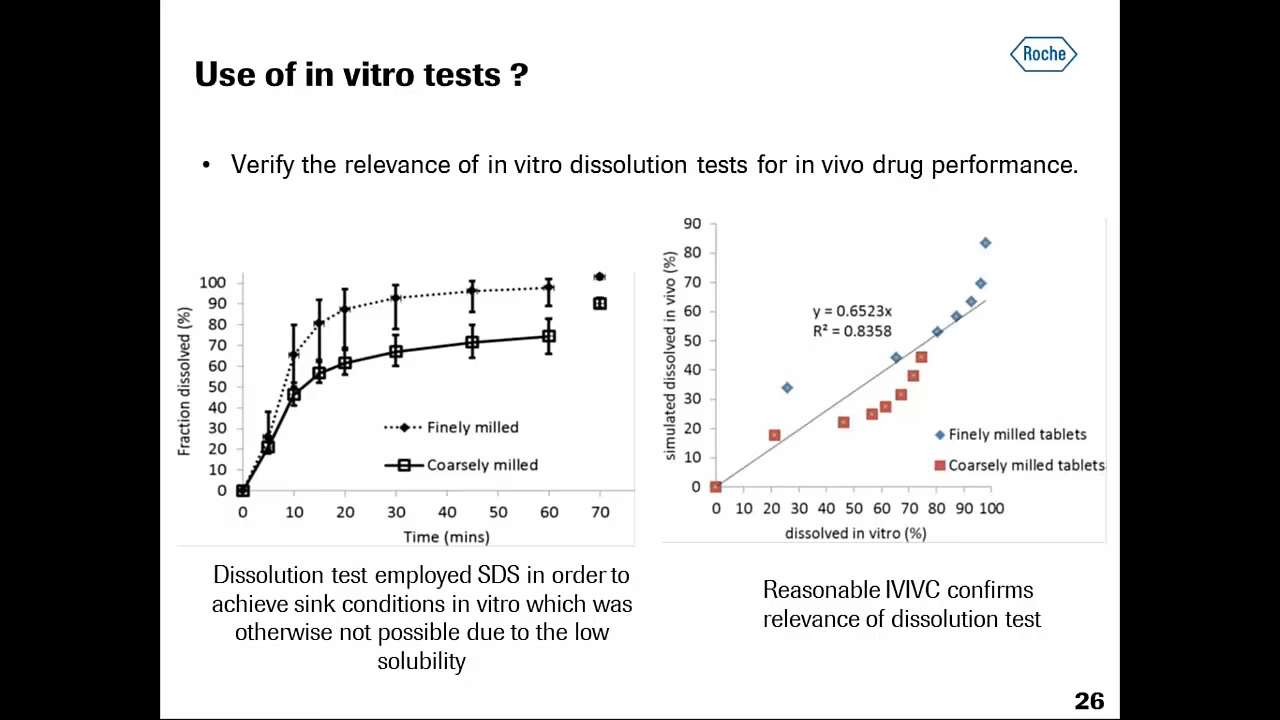 Roche
Use of in vitro tests ?
• Verify the relevance of in vitro dissolution tests for in vivo drug performance.
Fraction dissolved (%)
100
90
80
70
60
50
40
30
20
10
0
Finely milled
Coarsely milled
0 10 20 30 40 50 60 70
Time (mins)
simulated dissolved in vivo (%)
90
80
70
60
50
40
30
20
10
0
y = 0.6523x
R² = 0.8358
Finely milled tablets
Coarsely milled tablets
0 10 20 30 40 50 60 70 80 90 100
dissolved in vitro (%)
Dissolution test employed SDS in order to
achieve sink conditions in vitro which was
otherwise not possible due to the low
solubility
Reasonable IVIVC confirms
relevance of dissolution test
26